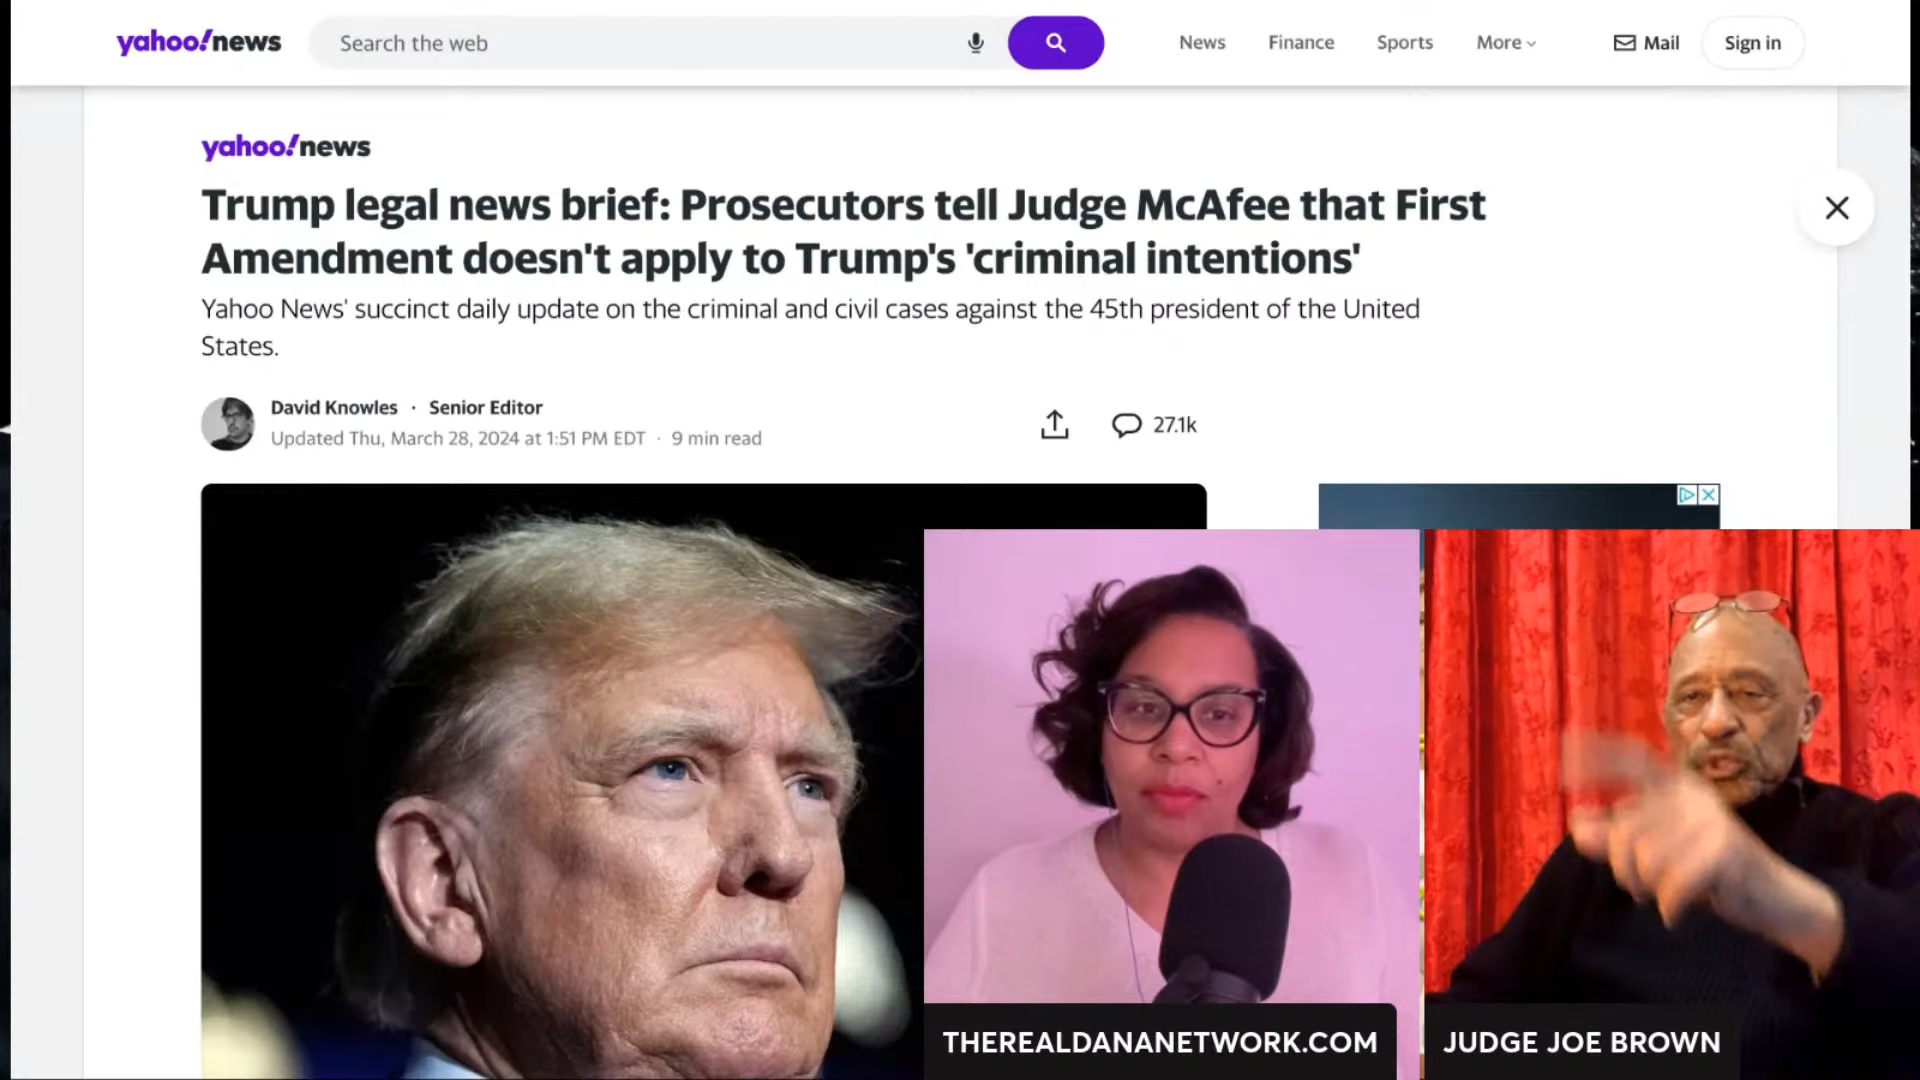 yahoo!news
Search the web
News
Finance
Sports
More
Mail
Sign in
yahoo!news
Trump legal news brief: Prosecutors tell Judge McAfee that First
Amendment doesn't apply to Trump's 'criminal intentions'
Yahoo News' succinct daily update on the criminal and civil cases against the 45th president of the United
States.
David Knowles · Senior Editor
Updated Thu, March 28, 2024 at 1:51 PM EDT · 9 min read
27.1k
THEREALDANANETWORK.COM
JUDGE JOE BROWN